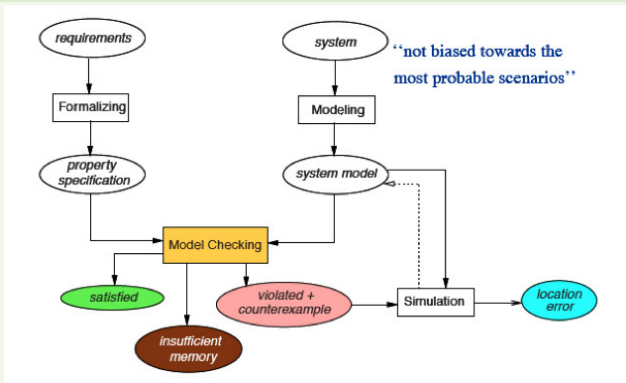 requirements
system
“not biased towards the
most probable scenarios”
Formalizing
Modeling
property
specification
system model
Model Checking
satisfied
violated +
counterexample
Simulation
location
error
insufficient
memory